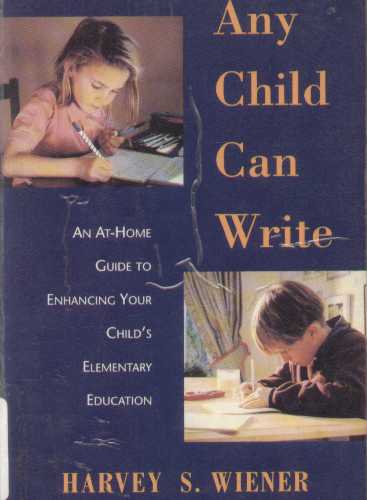 Any
Child
Can
Write
An At-Home
Guide to
Enhancing Your
Child's
Elementary
Education
Harvey S. Wiener